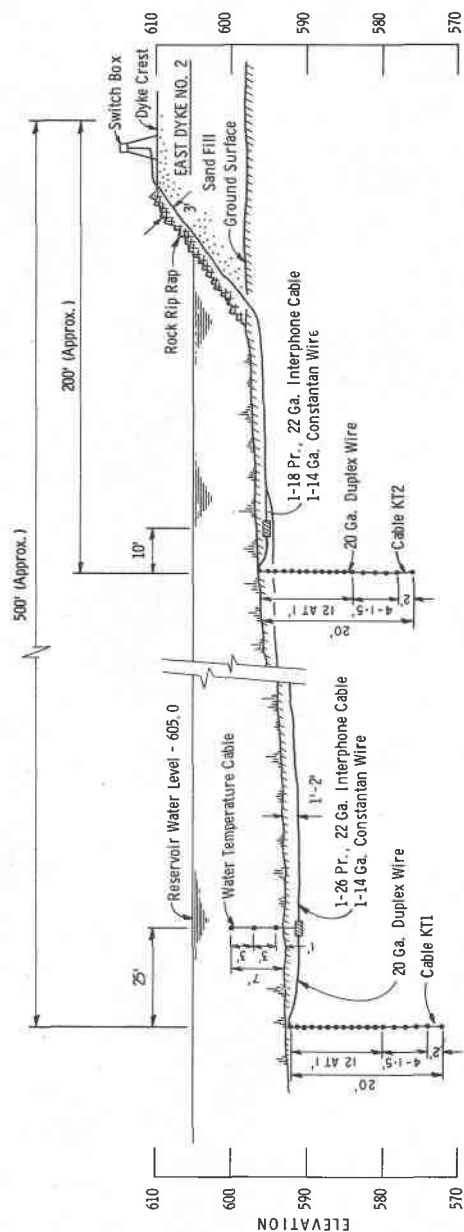 500' (Approx.)
200' (Approx.)
Switch Box
Dyke Crest
EAST DYKE NO. 2
Sand Fill
3'
Rock Rip Rap
Ground Surface
10'
25'
Reservoir Water Level - 605.0
Water Temperature Cable
3'
3'
1'
7'
1'-2"
1-18 Pr., 22 Ga. Interphone Cable
1-14 Ga. Constantan Wire
1-26 Pr., 22 Ga. Interphone Cable
1-14 Ga. Constantan Wire
20 Ga. Duplex Wire
Cable KT1
12 AT 1'
4-1·5'
2'
20'
20 Ga. Duplex Wire
Cable KT2
12 AT 1'
4-1·5'
2'
20'
ELEVATION
610
600
590
580
570
610
600
590
580
570